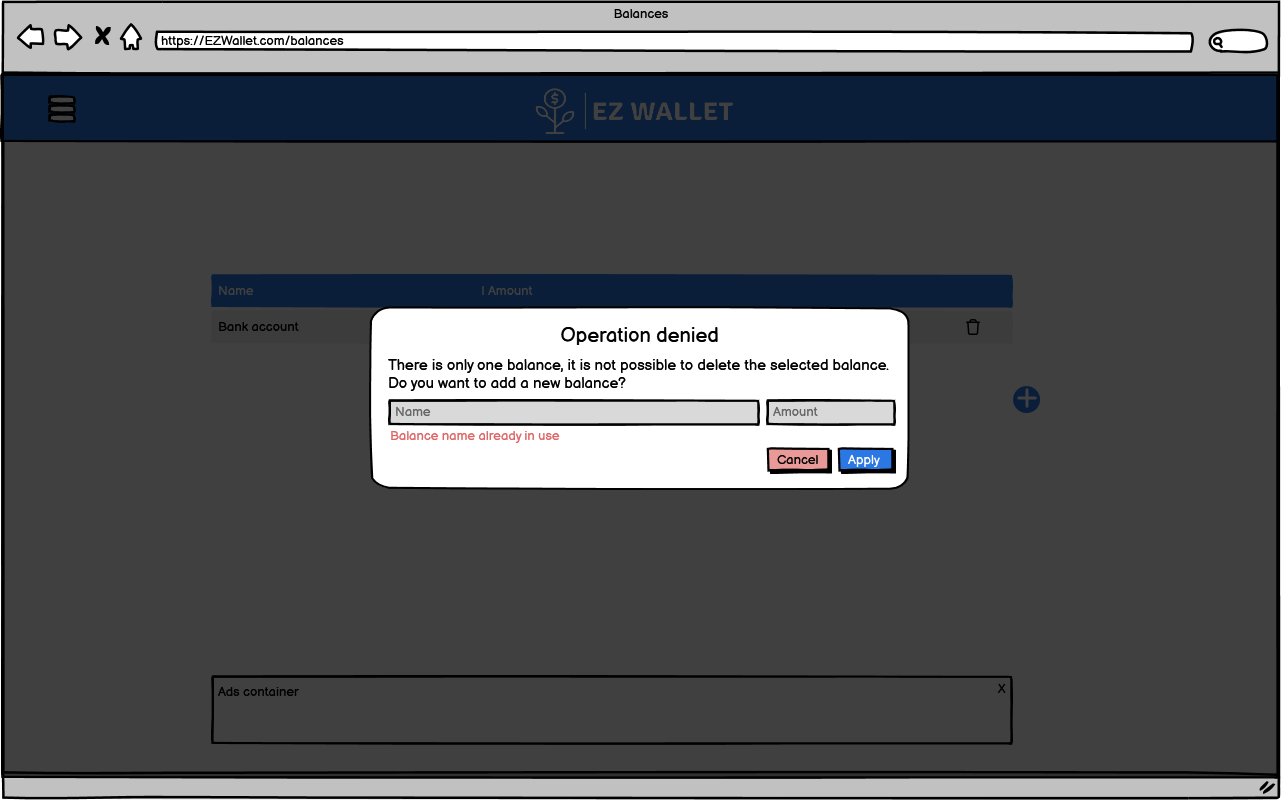 Balances
https://EZWallet.com/balances
EZ WALLET
Name | Amount
Bank account
Operation denied
There is only one balance, it is not possible to delete the selected balance.
Do you want to add a new balance?
Name Amount
Balance name already in use
Cancel Apply
Ads container X